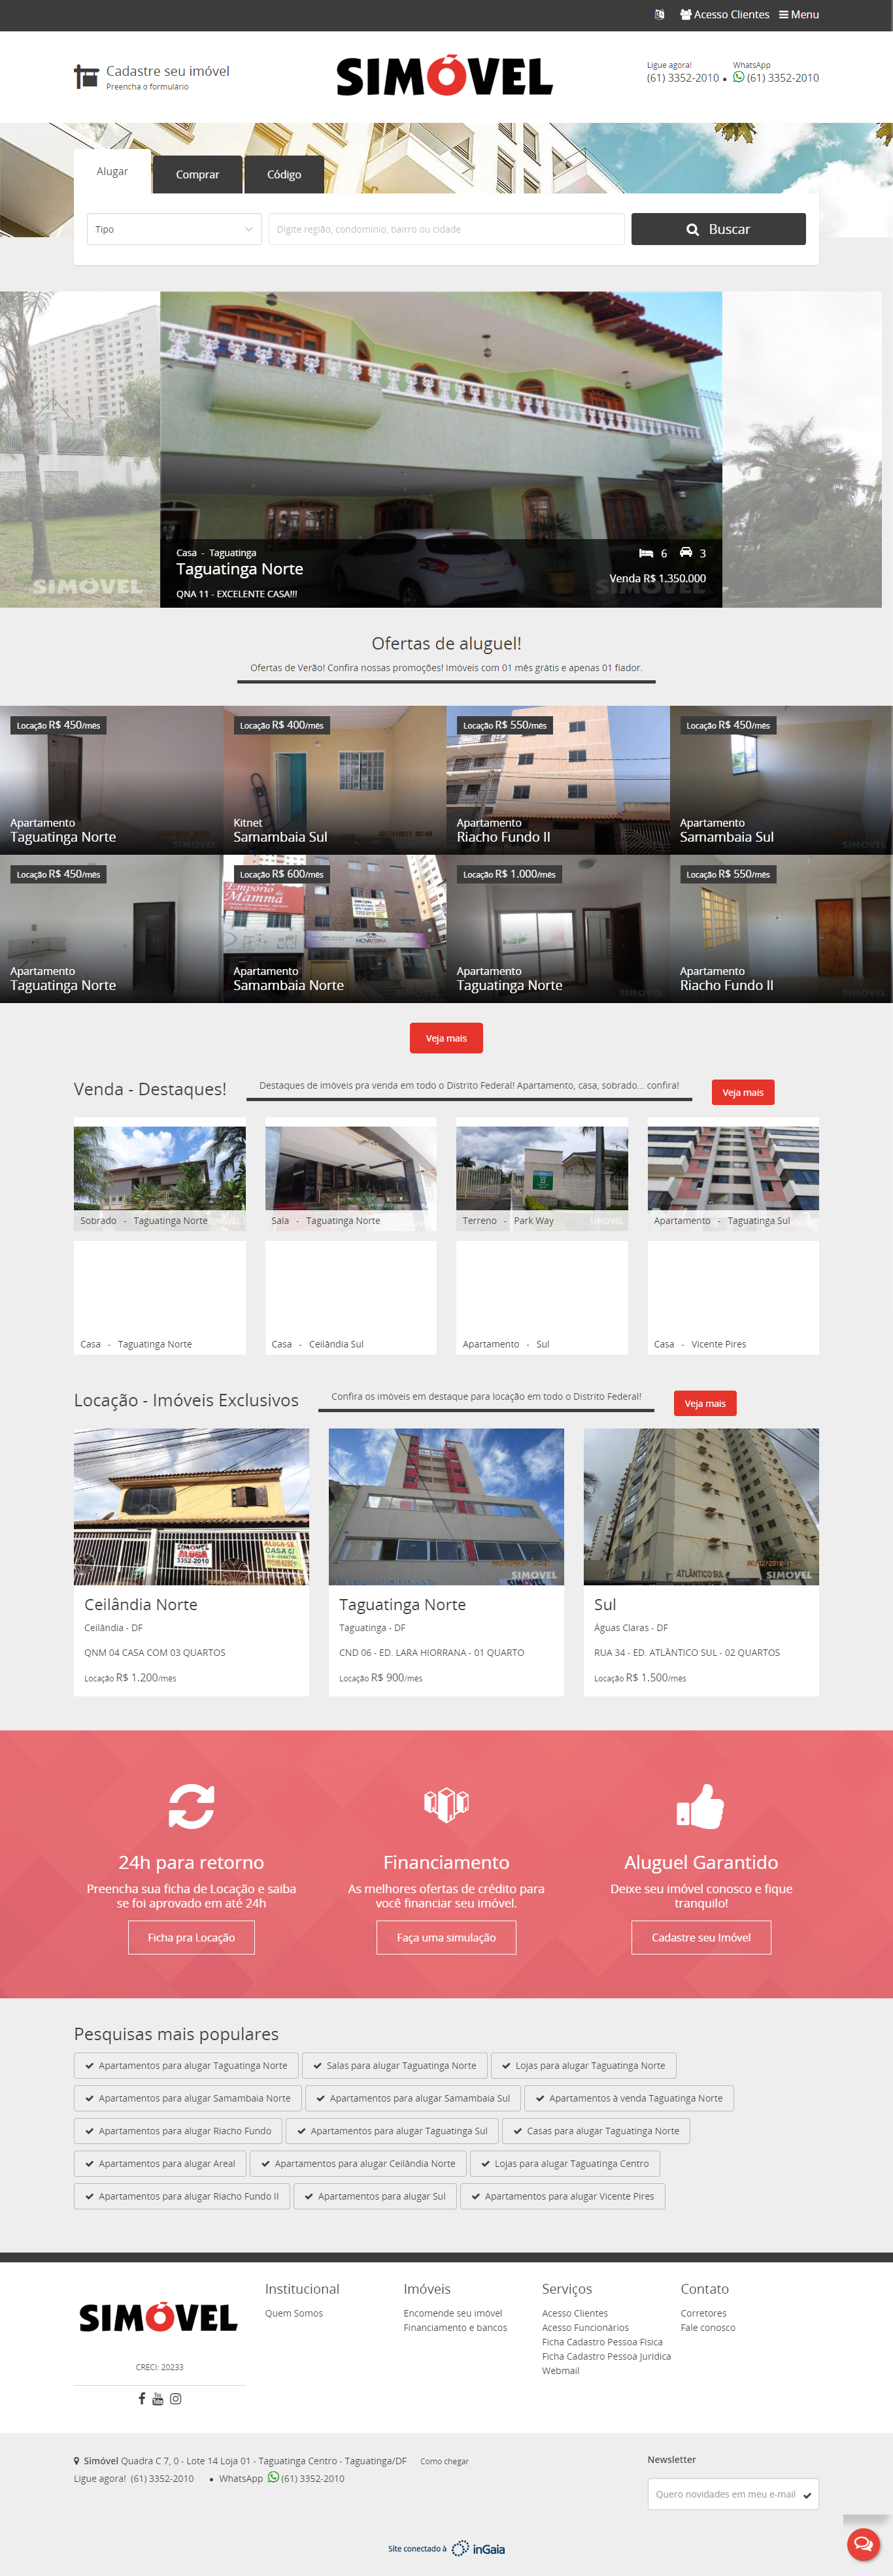 Acesso Clientes
Menu
Cadastre seu imóvel
Preencha o formulário
SIMÓVEL
Ligue agora!
(61) 3352-2010
WhatsApp
(61) 3352-2010
Alugar
Comprar
Código
Tipo
Digite região, condomínio, bairro ou cidade
Buscar
SIMÓVEL
Casa - Taguatinga
Taguatinga Norte
QNA 11 - EXCELENTE CASA!!!
6
3
Venda R$ 1.350.000
SIMÓVEL
SIMÓVEL
Ofertas de aluguel!
Ofertas de Verão! Confira nossas promoções! Imóveis com 01 mês grátis e apenas 01 fiador.
Locação R$ 450/mês
Apartamento
Taguatinga Norte
Locação R$ 400/mês
Kitnet
Samambaia Sul
Locação R$ 550/mês
Apartamento
Riacho Fundo II
Locação R$ 450/mês
Apartamento
Samambaia Sul
Locação R$ 450/mês
Apartamento
Taguatinga Norte
Locação R$ 600/mês
Empório da
Mamma
Apartamento
Samambaia Norte
Locação R$ 1.000/mês
Apartamento
Taguatinga Norte
Locação R$ 550/mês
Apartamento
Riacho Fundo II
Veja mais
Venda - Destaques!
Destaques de imóveis pra venda em todo o Distrito Federal! Apartamento, casa, sobrado... confira!
Veja mais
Sobrado - Taguatinga Norte
Sala - Taguatinga Norte
Terreno - Park Way
Apartamento - Taguatinga Sul
Casa - Taguatinga Norte
Casa - Ceilândia Sul
Apartamento - Sul
Casa - Vicente Pires
Locação - Imóveis Exclusivos
Confira os imóveis em destaque para locação em todo o Distrito Federal!
Veja mais
SIMÓVEL
ALUGA
3352-2010
ALUGA-SE
CASA C/
SIMÓVEL
ATLÂNTICO SUL
SIMÓVEL
Ceilândia Norte
Ceilândia - DF
QNM 04 CASA COM 03 QUARTOS
Locação R$ 1.200/mês
Taguatinga Norte
Taguatinga - DF
CND 06 - ED. LARA HIORRANA - 01 QUARTO
Locação R$ 900/mês
Sul
Águas Claras - DF
RUA 34 - ED. ATLÂNTICO SUL - 02 QUARTOS
Locação R$ 1.500/mês
24h para retorno
Preencha sua ficha de Locação e saiba
se foi aprovado em até 24h
Ficha pra Locação
Financiamento
As melhores ofertas de crédito para
você financiar seu imóvel.
Faça uma simulação
Aluguel Garantido
Deixe seu imóvel conosco e fique
tranquilo!
Cadastre seu Imóvel
Pesquisas mais populares
Apartamentos para alugar Taguatinga Norte
Salas para alugar Taguatinga Norte
Lojas para alugar Taguatinga Norte
Apartamentos para alugar Samambaia Norte
Apartamentos para alugar Samambaia Sul
Apartamentos à venda Taguatinga Norte
Apartamentos para alugar Riacho Fundo
Apartamentos para alugar Taguatinga Sul
Casas para alugar Taguatinga Norte
Apartamentos para alugar Areal
Apartamentos para alugar Ceilândia Norte
Lojas para alugar Taguatinga Centro
Apartamentos para alugar Riacho Fundo II
Apartamentos para alugar Sul
Apartamentos para alugar Vicente Pires
SIMÓVEL
CRECI: 20233
Institucional
Quem Somos
Imóveis
Encomende seu imóvel
Financiamento e bancos
Serviços
Acesso Clientes
Acesso Funcionários
Ficha Cadastro Pessoa Física
Ficha Cadastro Pessoa Jurídica
Webmail
Contato
Corretores
Fale conosco
Simóvel Quadra C 7, 0 - Lote 14 Loja 01 - Taguatinga Centro - Taguatinga/DF Como chegar
Ligue agora! (61) 3352-2010 • WhatsApp (61) 3352-2010
Newsletter
Quero novidades em meu e-mail
Site conectado à inGaia